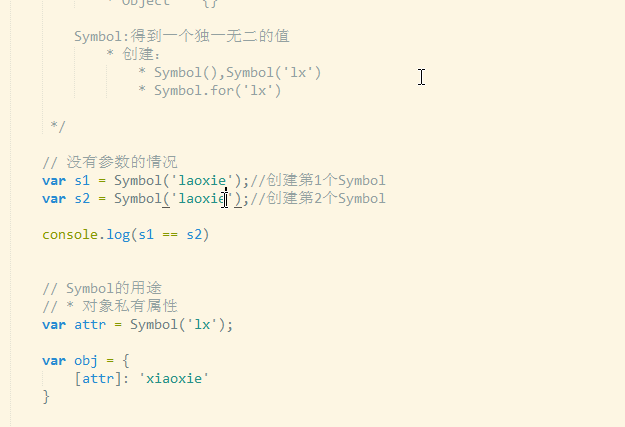 * Object    {}
Symbol:得到一个独一无二的值
* 创建:
* Symbol(),Symbol('lx')
* Symbol.for('lx')
*/
// 没有参数的情况
var s1 = Symbol('laoxie');//创建第1个Symbol
var s2 = Symbol('laoxie');//创建第2个Symbol
console.log(s1 == s2)
// Symbol的用途
// * 对象私有属性
var attr = Symbol('lx');
var obj = {
[attr]: 'xiaoxie'
}